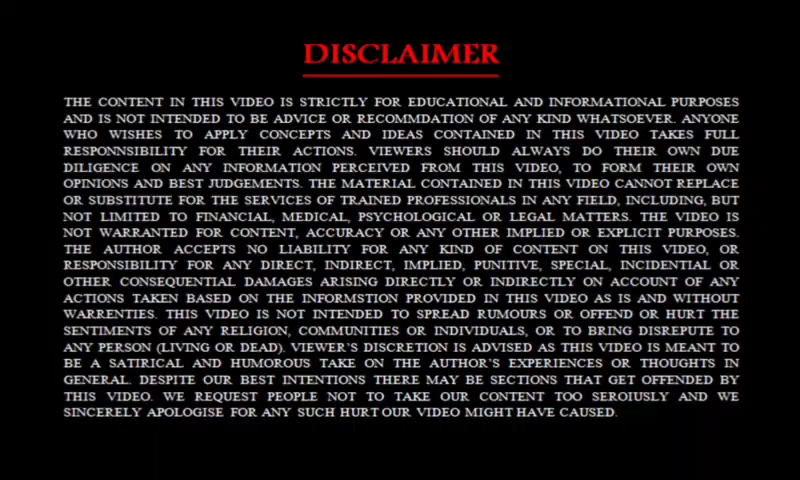 DISCLAIMER
THE CONTENT IN THIS VIDEO IS STRICTLY FOR EDUCATIONAL AND INFORMATIONAL PURPOSES
AND IS NOT INTENDED TO BE ADVICE OR RECOMMDATION OF ANY KIND WHATSOEVER. ANYONE
WHO WISHES TO APPLY CONCEPTS AND IDEAS CONTAINED IN THIS VIDEO TAKES FULL
RESPONNSIBILITY FOR THEIR ACTIONS. VIEWERS SHOULD ALWAYS DO THEIR OWN DUE
DILIGENCE ON ANY INFORMATION PERCEIVED FROM THIS VIDEO, TO FORM THEIR OWN
OPINIONS AND BEST JUDGEMENTS. THE MATERIAL CONTAINED IN THIS VIDEO CANNOT REPLACE
OR SUBSTITUTE FOR THE SERVICES OF TRAINED PROFESSIONALS IN ANY FIELD, INCLUDING, BUT
NOT LIMITED TO FINANCIAL, MEDICAL, PSYCHOLOGICAL OR LEGAL MATTERS. THE VIDEO IS
NOT WARRANTED FOR CONTENT, ACCURACY OR ANY OTHER IMPLIED OR EXPLICIT PURPOSES.
THE AUTHOR ACCEPTS NO LIABILITY FOR ANY KIND OF CONTENT ON THIS VIDEO, OR
RESPONSIBILITY FOR ANY DIRECT, INDIRECT, IMPLIED, PUNITIVE, SPECIAL, INCIDENTAL OR
OTHER CONSEQUENTIAL DAMAGES ARISING DIRECTLY OR INDIRECTLY ON ACCOUNT OF ANY
ACTIONS TAKEN BASED ON THE INFORMSTION PROVIDED IN THIS VIDEO AS IS AND WITHOUT
WARRENTIES. THIS VIDEO IS NOT INTENDED TO SPREAD RUMOURS OR OFFEND OR HURT THE
SENTIMENTS OF ANY RELIGION, COMMUNITIES OR INDIVIDUALS, OR TO BRING DISREPUTE TO
ANY PERSON (LIVING OR DEAD). VIEWER'S DISCRETION IS ADVISED AS THIS VIDEO IS MEANT TO
BE A SATIRICAL AND HUMOROUS TAKE ON THE AUTHOR'S EXPERIENCES OR THOUGHTS IN
GENERAL. DESPITE OUR BEST INTENTIONS THERE MAY BE SECTIONS THAT GET OFFENDED BY
THIS VIDEO. WE REQUEST PEOPLE NOT TO TAKE OUR CONTENT TOO SERIOUSLY AND WE
SINCERELY APOLOGISE FOR ANY SUCH HURT OUR VIDEO MIGHT HAVE CAUSED.